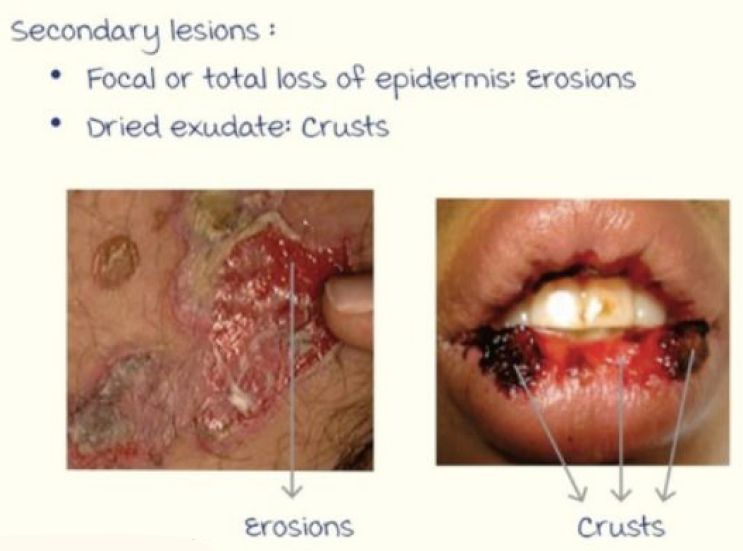 Secondary lesions :
• Focal or total loss of epidermis: Erosions
• Dried exudate: Crusts
Erosions
Crusts